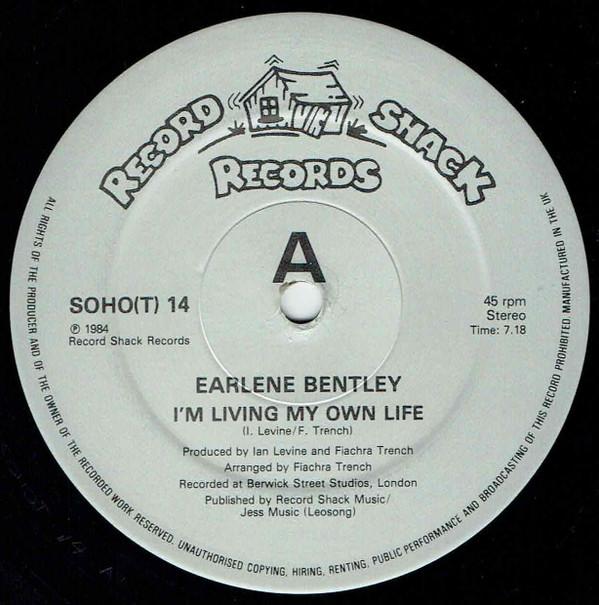 RECORD SHACK
RECORDS
A
SOHO(T) 14
℗ 1984
Record Shack Records
45 rpm
Stereo
Time: 7.18
EARLENE BENTLEY
I'M LIVING MY OWN LIFE
(I. Levine/F. Trench)
Produced by Ian Levine and Fiachra Trench
Arranged by Fiachra Trench
Recorded at Berwick Street Studios, London
Published by Record Shack Music/
Jess Music (Leosong)
ALL RIGHTS OF THE PRODUCER AND OF THE OWNER OF THE RECORDED WORK RESERVED. UNAUTHORISED COPYING, HIRING, RENTING, PUBLIC PERFORMANCE AND BROADCASTING OF THIS RECORD PROHIBITED. MANUFACTURED IN THE UK